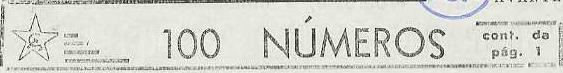 100 NÚMEROS
cont. da
pág. 1